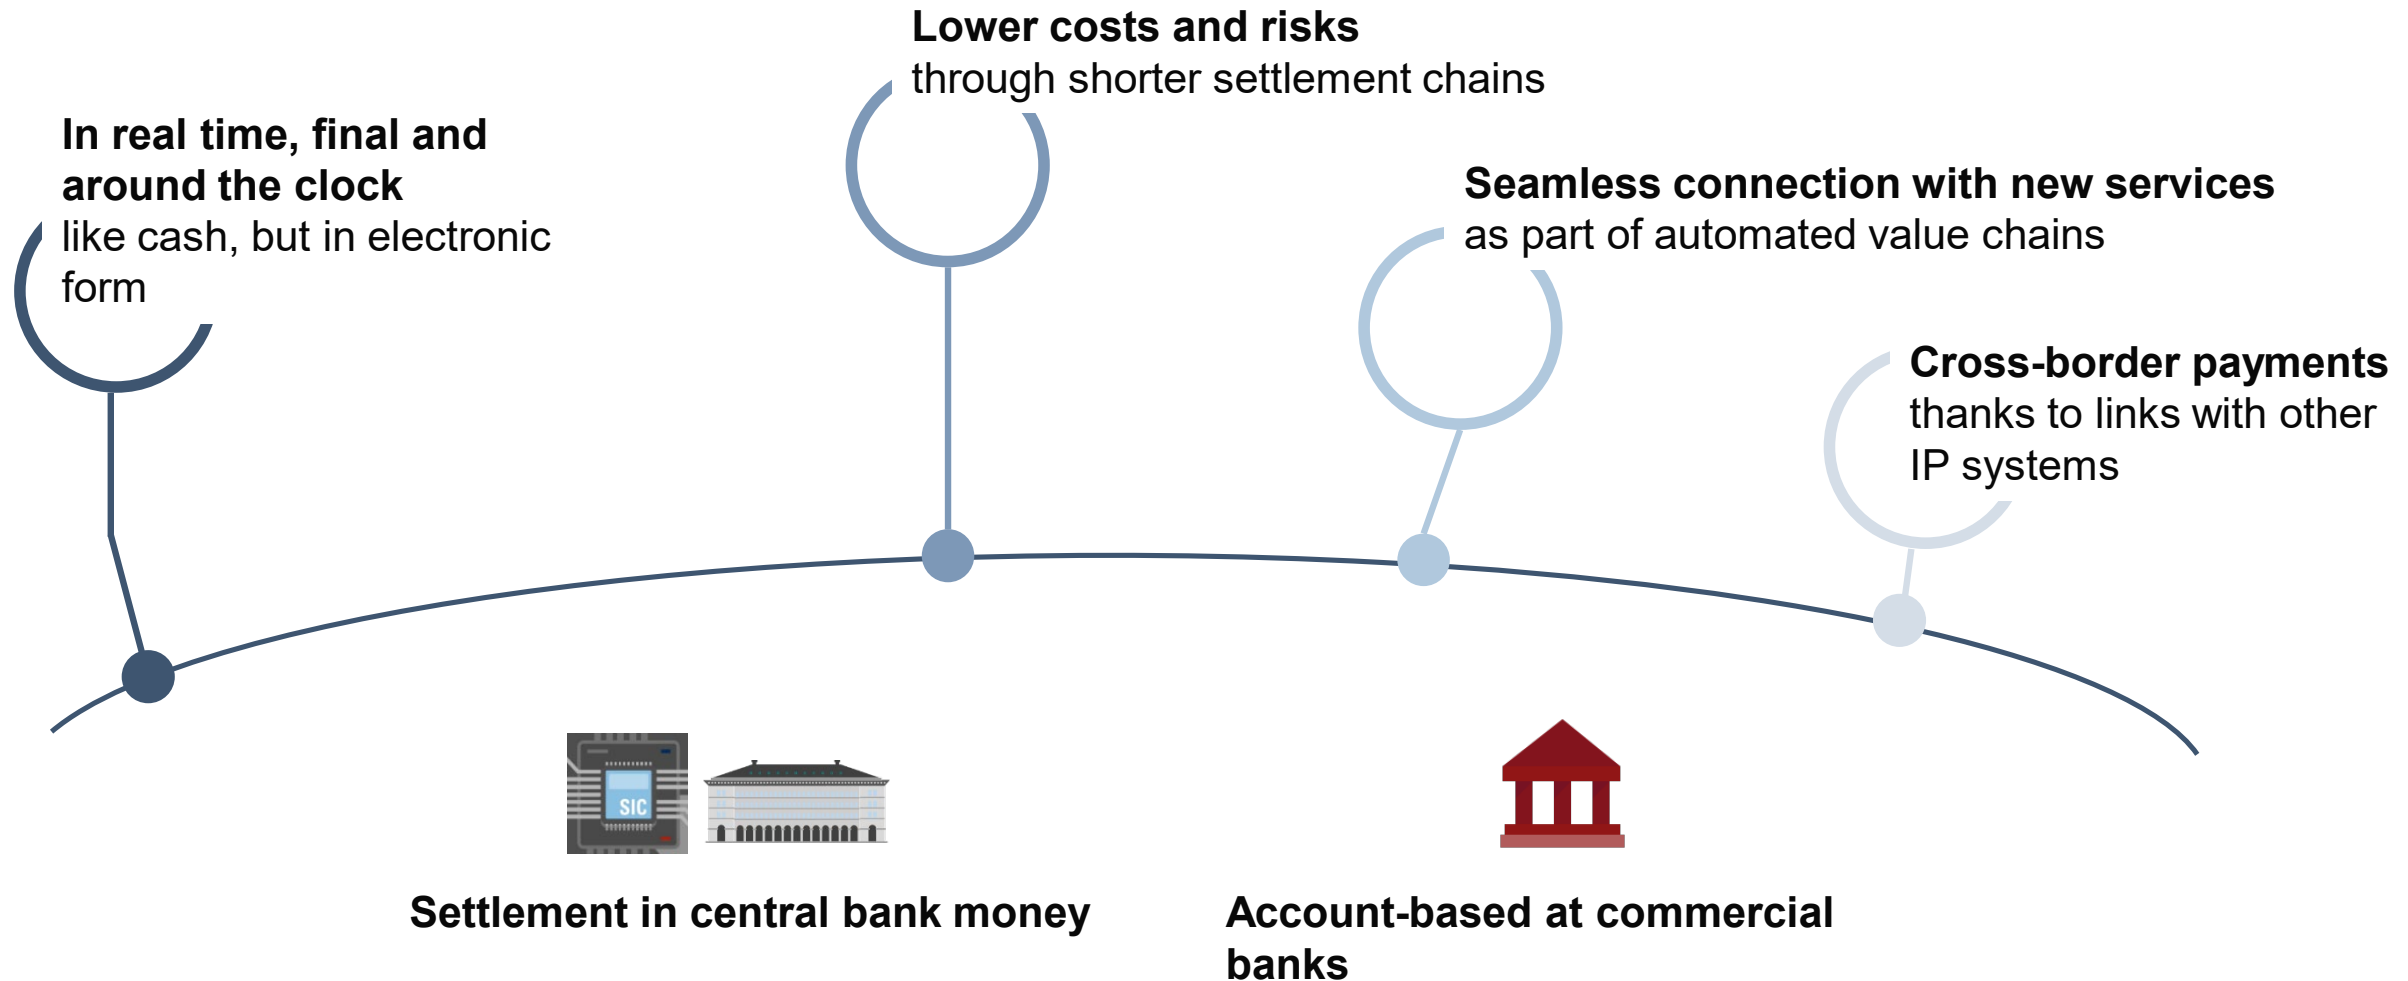 Lower costs and risks
through shorter settlement chains
In real time, final and
around the clock
like cash, but in electronic
form
Seamless connection with new services
as part of automated value chains
Cross-border payments
thanks to links with other
IP systems
SIC
Settlement in central bank money
Account-based at commercial
banks